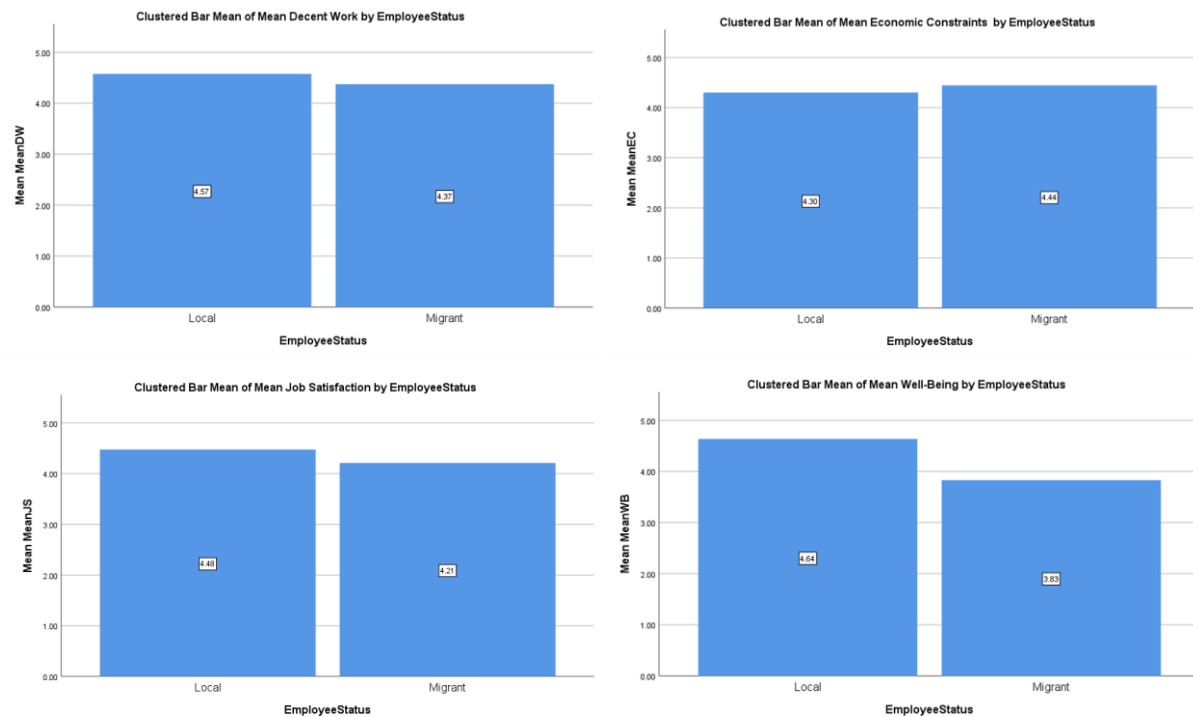 Clustered Bar Mean of Mean Decent Work by EmployeeStatus
Mean MeanDW
5.00
4.00
3.00
2.00
1.00
0.00
4.57
4.37
Local
Migrant
EmployeeStatus
Clustered Bar Mean of Mean Economic Constraints by EmployeeStatus
Mean MeanEC
5.00
4.00
3.00
2.00
1.00
0.00
4.30
4.44
Local
Migrant
EmployeeStatus
Clustered Bar Mean of Mean Job Satisfaction by EmployeeStatus
Mean MeanJS
5.00
4.00
3.00
2.00
1.00
0.00
4.48
4.21
Local
Migrant
EmployeeStatus
Clustered Bar Mean of Mean Well-Being by EmployeeStatus
Mean MeanWB
5.00
4.00
3.00
2.00
1.00
0.00
4.64
3.83
Local
Migrant
EmployeeStatus